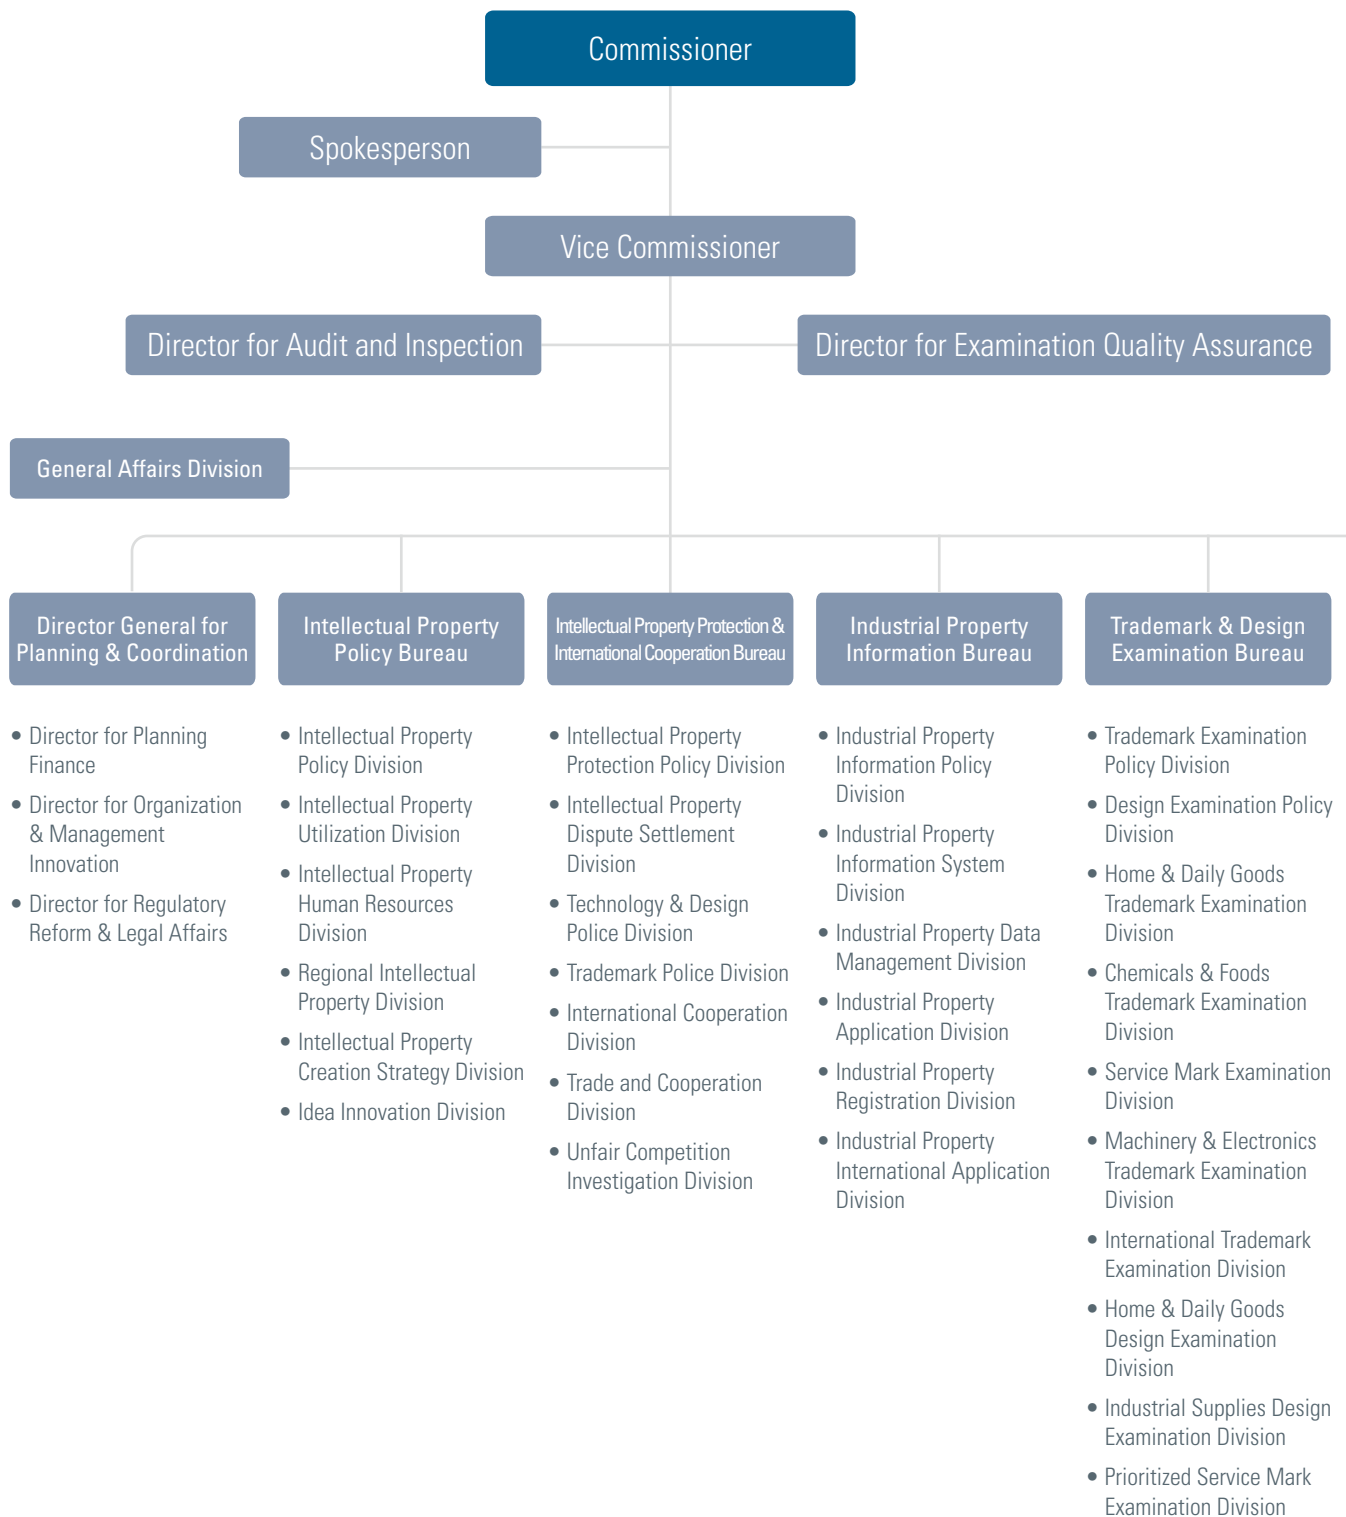 Commissioner
Spokesperson
Vice Commissioner
Director for Audit and Inspection
Director for Examination Quality Assurance
General Affairs Division
Director General for
Planning & Coordination
• Director for Planning
Finance
• Director for Organization
& Management
Innovation
• Director for Regulatory
Reform & Legal Affairs
Intellectual Property
Policy Bureau
• Intellectual Property
Policy Division
• Intellectual Property
Utilization Division
• Intellectual Property
Human Resources
Division
• Regional Intellectual
Property Division
• Intellectual Property
Creation Strategy Division
• Idea Innovation Division
Intellectual Property Protection &
International Cooperation Bureau
• Intellectual Property
Protection Policy Division
• Intellectual Property
Dispute Settlement
Division
• Technology & Design
Police Division
• Trademark Police Division
• International Cooperation
Division
• Trade and Cooperation
Division
• Unfair Competition
Investigation Division
Industrial Property
Information Bureau
• Industrial Property
Information Policy
Division
• Industrial Property
Information System
Division
• Industrial Property Data
Management Division
• Industrial Property
Application Division
• Industrial Property
Registration Division
• Industrial Property
International Application
Division
Trademark & Design
Examination Bureau
• Trademark Examination
Policy Division
• Design Examination Policy
Division
• Home & Daily Goods
Trademark Examination
Division
• Chemicals & Foods
Trademark Examination
Division
• Service Mark Examination
Division
• Machinery & Electronics
Trademark Examination
Division
• International Trademark
Examination Division
• Home & Daily Goods
Design Examination
Division
• Industrial Supplies Design
Examination Division
• Prioritized Service Mark
Examination Division